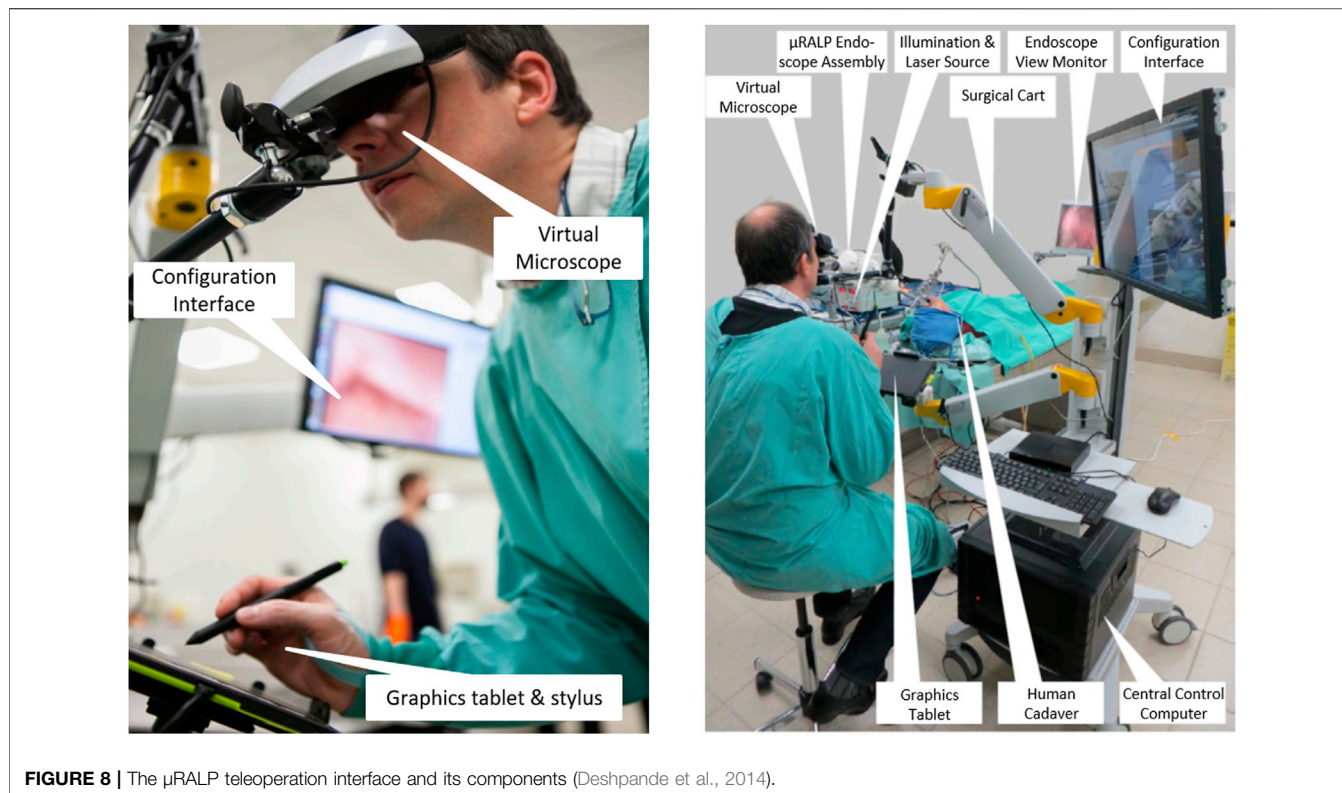 Virtual
Microscope
Configuration
Interface
Graphics tablet & stylus
µRALP Endo-
scope Assembly
Illumination &
Laser Source
Endoscope
View Monitor
Configuration
Interface
Virtual
Microscope
Surgical Cart
Graphics
Tablet
Human
Cadaver
Central Control
Computer
FIGURE 8 | The µRALP teleoperation interface and its components (Deshpande et al., 2014).